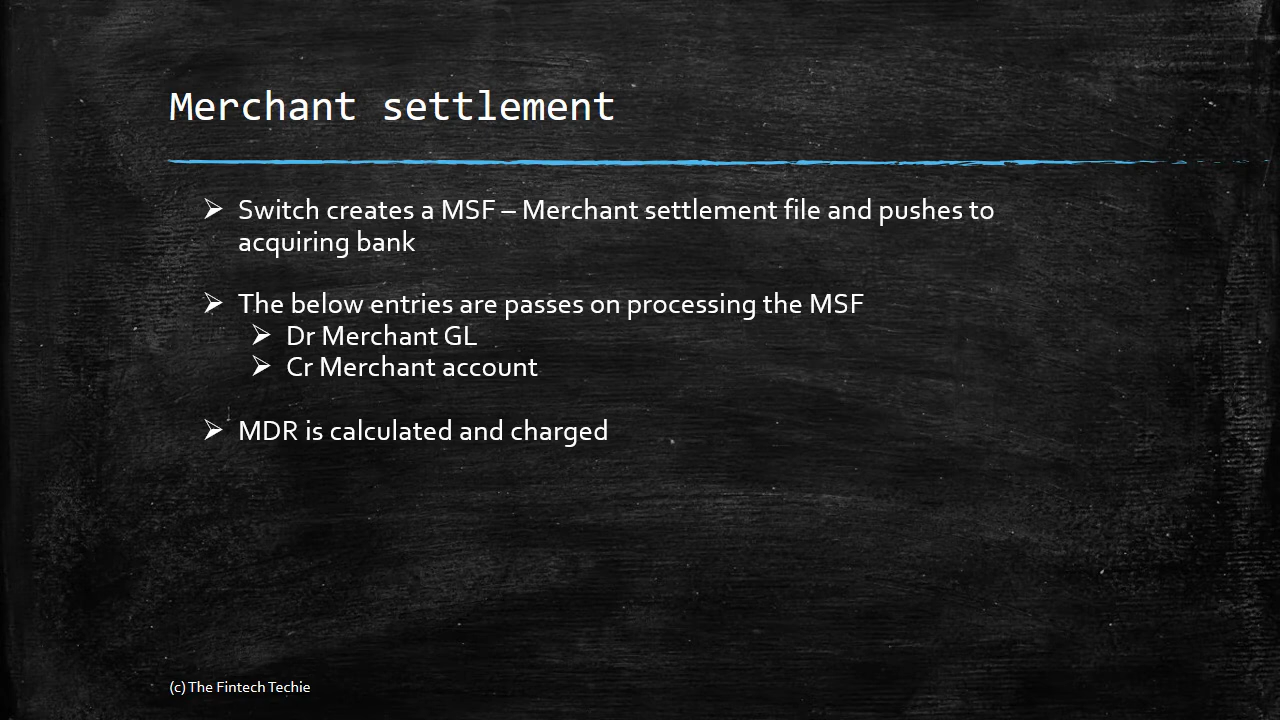 Merchant settlement
➢ Switch creates a MSF – Merchant settlement file and pushes to
acquiring bank
➢ The below entries are passes on processing the MSF
➢ Dr Merchant GL
➢ Cr Merchant account
➢ MDR is calculated and charged
(c) The Fintech Techie